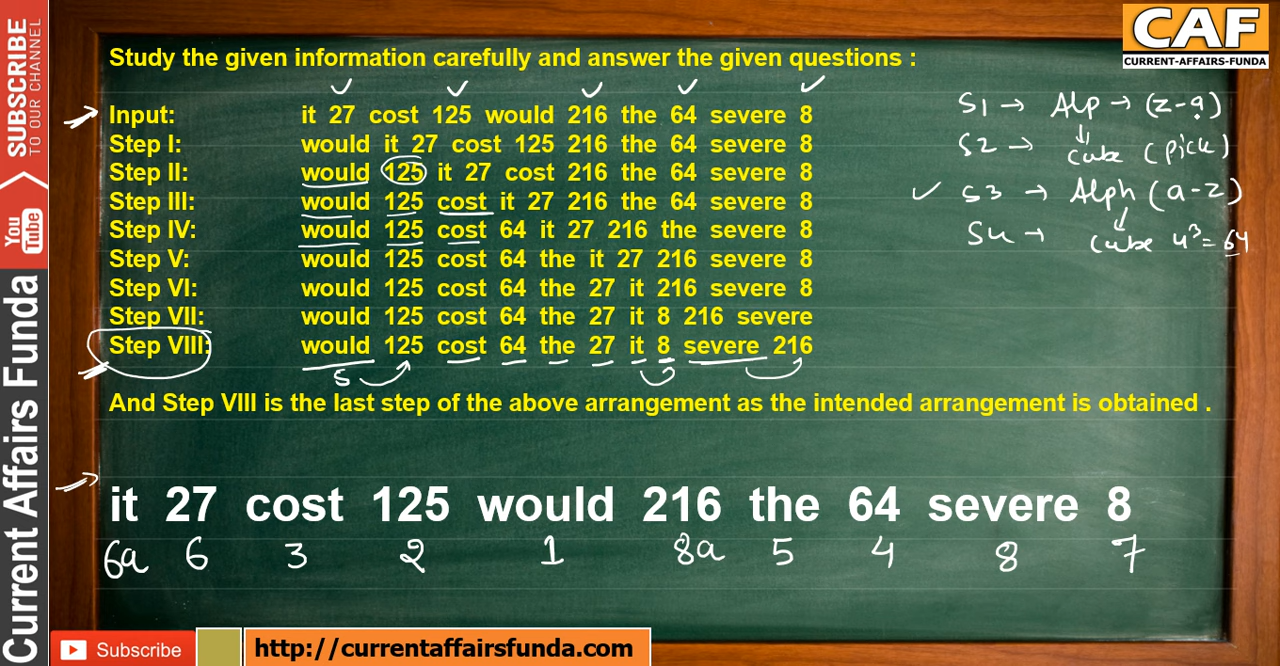 CAF
CURRENT-AFFAIRS-FUNDA
SUBSCRIBE
TO OUR CHANNEL
You Tube
Current Affairs Funda
Study the given information carefully and answer the given questions :
Input: it 27 cost 125 would 216 the 64 severe 8
Step I: would it 27 cost 125 216 the 64 severe 8
Step II: would 125 it 27 cost 216 the 64 severe 8
Step III: would 125 cost it 27 216 the 64 severe 8
Step IV: would 125 cost 64 it 27 216 the severe 8
Step V: would 125 cost 64 the it 27 216 severe 8
Step VI: would 125 cost 64 the 27 it 216 severe 8
Step VII: would 125 cost 64 the 27 it 8 216 severe
Step VIII: would 125 cost 64 the 27 it 8 severe 216
5
And Step VIII is the last step of the above arrangement as the intended arrangement is obtained .
S1 → Alp → (z-a)
S2 → cube (pick)
S3 → Alph (a-z)
S4 → cube 4³=64
it 27 cost 125 would 216 the 64 severe 8
6a 6 3 2 1 8a 5 4 8 7
Subscribe
http://currentaffairsfunda.com